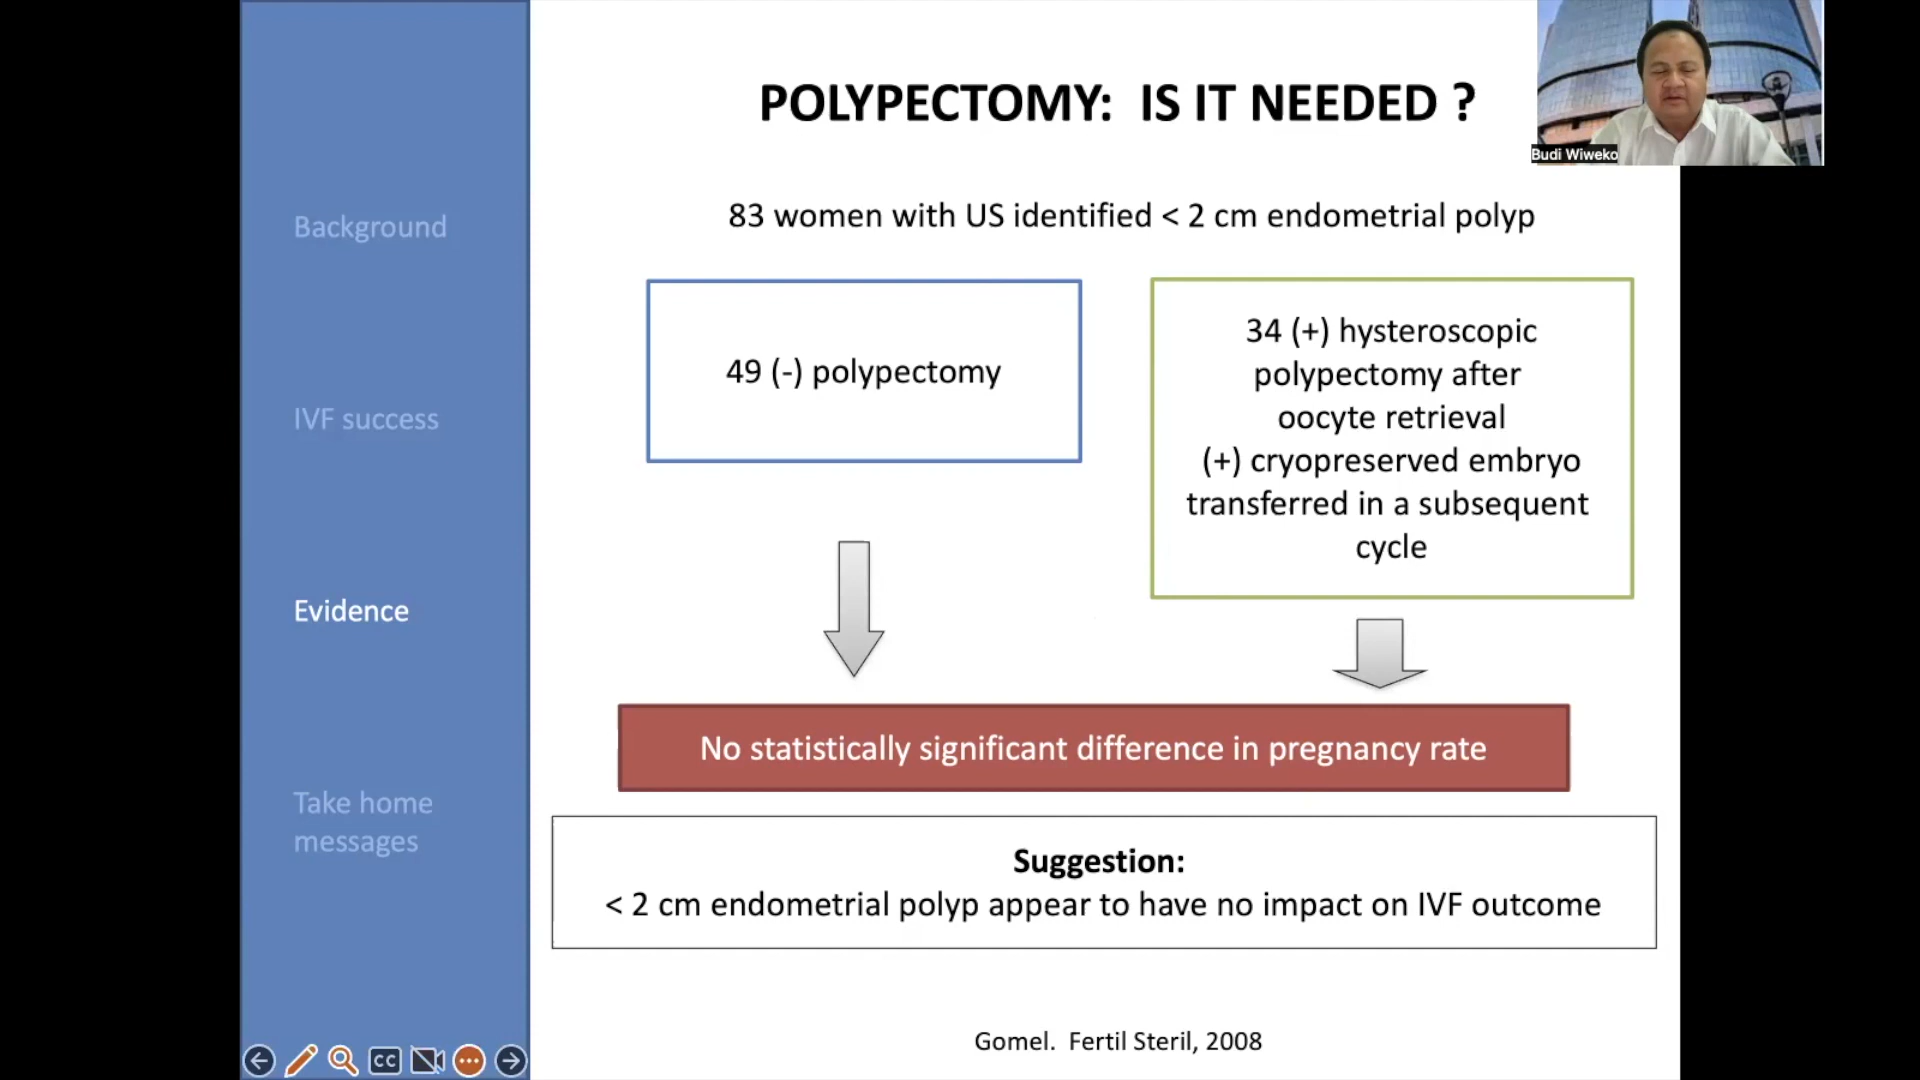 POLYPECTOMY: IS IT NEEDED ?
Budi Wiweko
Background
IVF success
Evidence
Take home
messages
83 women with US identified < 2 cm endometrial polyp
49 (-) polypectomy
34 (+) hysteroscopic
polypectomy after
oocyte retrieval
(+) cryopreserved embryo
transferred in a subsequent
cycle
No statistically significant difference in pregnancy rate
Suggestion:
< 2 cm endometrial polyp appear to have no impact on IVF outcome
Gomel. Fertil Steril, 2008
CC